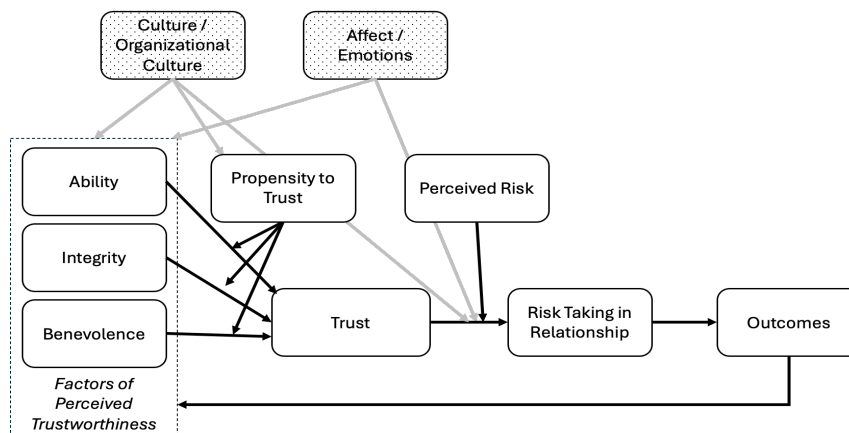 Culture /
Organizational
Culture
Affect /
Emotions
Ability
Propensity to
Trust
Perceived Risk
Integrity
Benevolence
Trust
Risk Taking in
Relationship
Outcomes
Factors of
Perceived
Trustworthiness